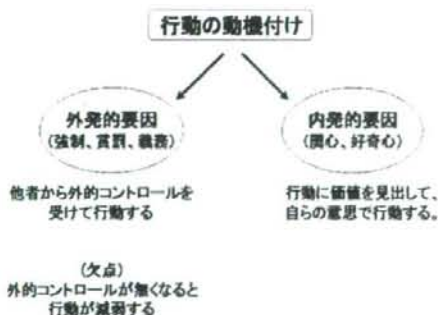 行動の動機付け
外発的要因
(強制、賞罰、義務)
他者から外的コントロールを
受けて行動する
(欠点)
外的コントロールが無くなると
行動が減弱する
内発的要因
(関心、好奇心)
行動に価値を見出して、
自らの意思で行動する。